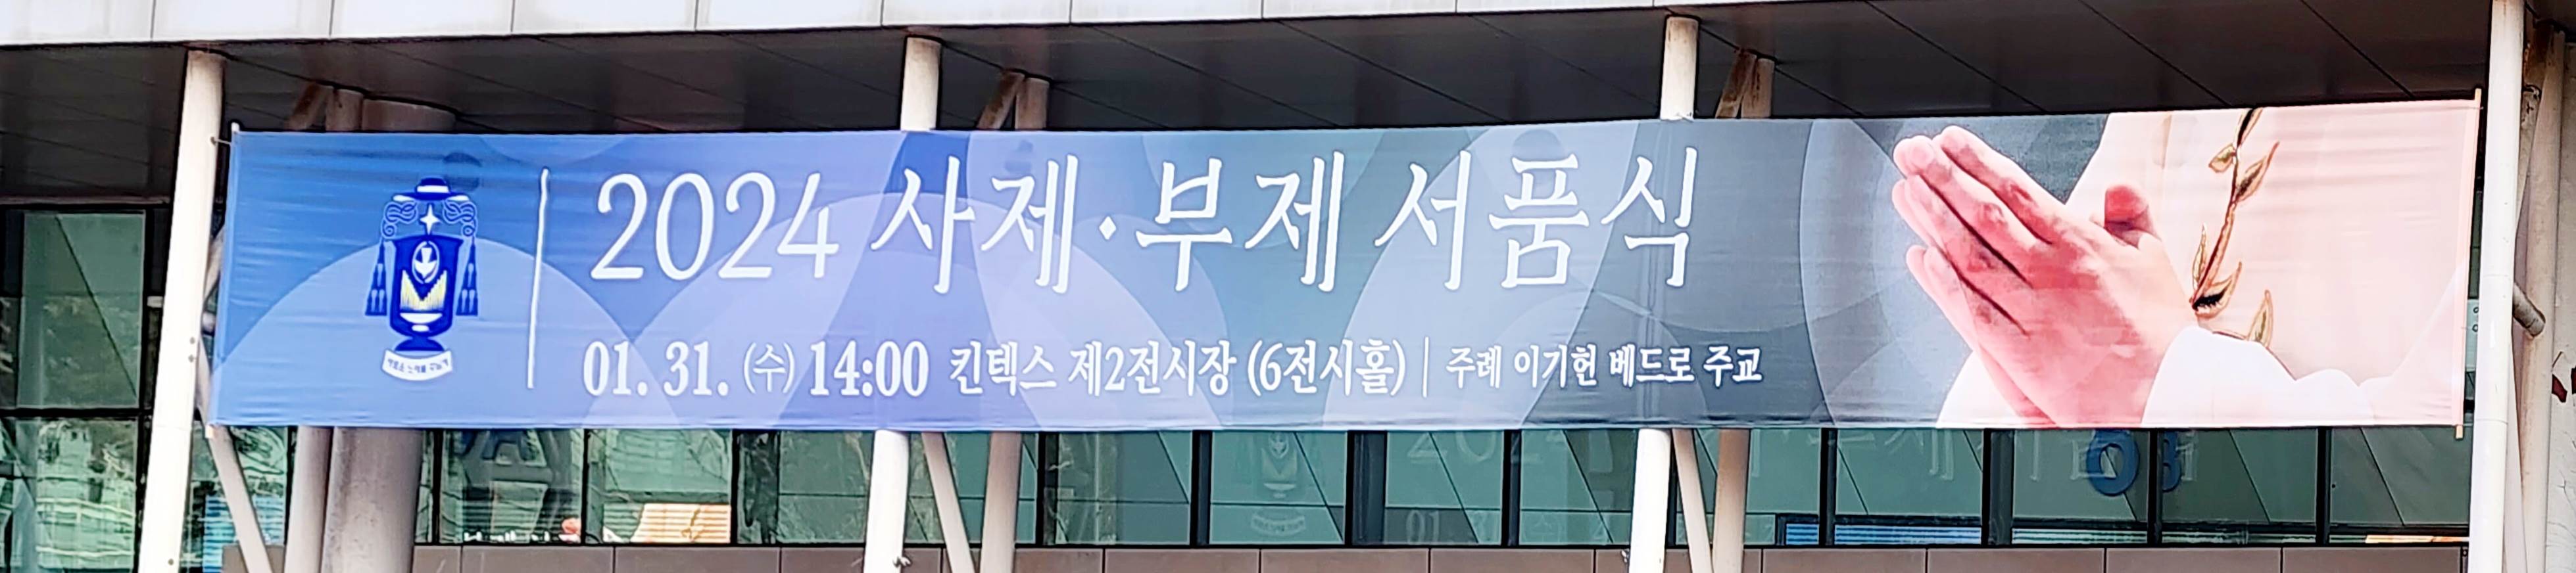 2024 사제·부제 서품식
01. 31. (수) 14:00 킨텍스 제2전시장 (6전시홀) | 주례 이기헌 베드로 주교